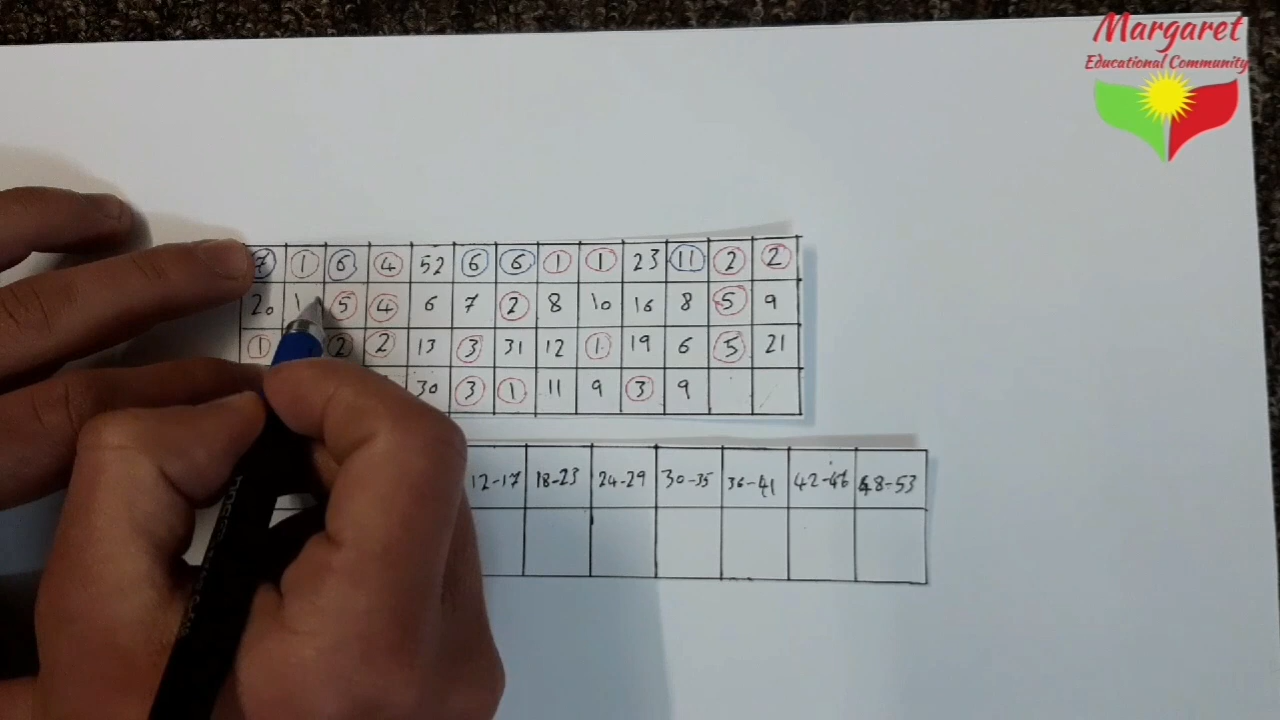 Margaret
Educational Community
7 1 6 4 52 6 6 1 1 23 11 2 2
20 5 4 6 7 2 8 10 16 8 5 9
1 2 2 13 3 31 12 1 19 6 5 21
30 3 1 11 9 3 9
12-17 18-23 24-29 30-35 36-41 42-46 48-53